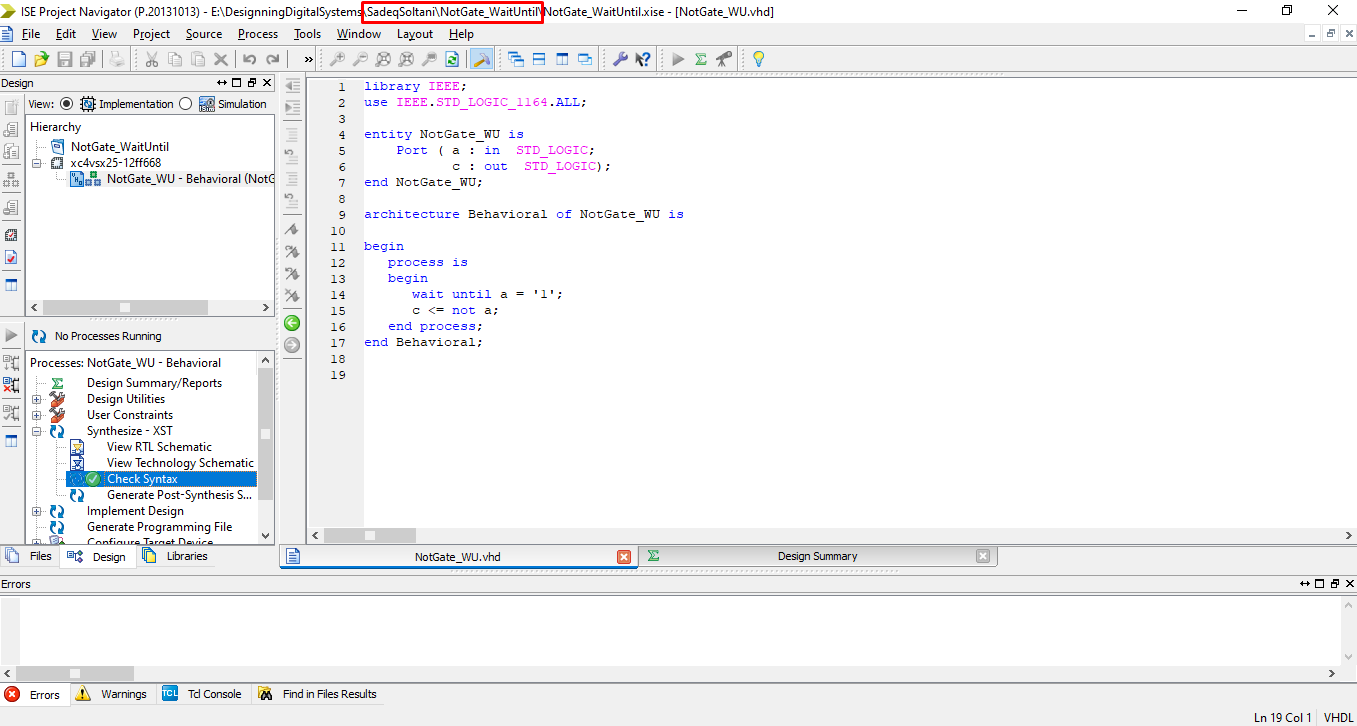 ISE Project Navigator (P.20131013) - E:\DesignningDigitalSystems\SadeqSoltani\NotGate_WaitUntil\NotGate_WaitUntil.xise - [NotGate_WU.vhd]
File Edit View Project Source Process Tools Window Layout Help
»
Design
View: Implementation Simulation
Hierarchy
NotGate_WaitUntil
xc4vsx25-12ff668
NotGate_WU - Behavioral (NotG
No Processes Running
Processes: NotGate_WU - Behavioral
Design Summary/Reports
Design Utilities
User Constraints
Synthesize - XST
View RTL Schematic
View Technology Schematic
Check Syntax
Generate Post-Synthesis S...
Implement Design
Generate Programming File
Configure Target Device
Files Design Libraries
1 library IEEE;
2 use IEEE.STD_LOGIC_1164.ALL;
3
4 entity NotGate_WU is
5 Port ( a : in STD_LOGIC;
6 c : out STD_LOGIC);
7 end NotGate_WU;
8
9 architecture Behavioral of NotGate_WU is
10
11 begin
12 process is
13 begin
14 wait until a = '1';
15 c <= not a;
16 end process;
17 end Behavioral;
18
19
NotGate_WU.vhd Design Summary
Errors
Errors Warnings Tcl Console Find in Files Results
TCL
Ln 19 Col 1 VHDL